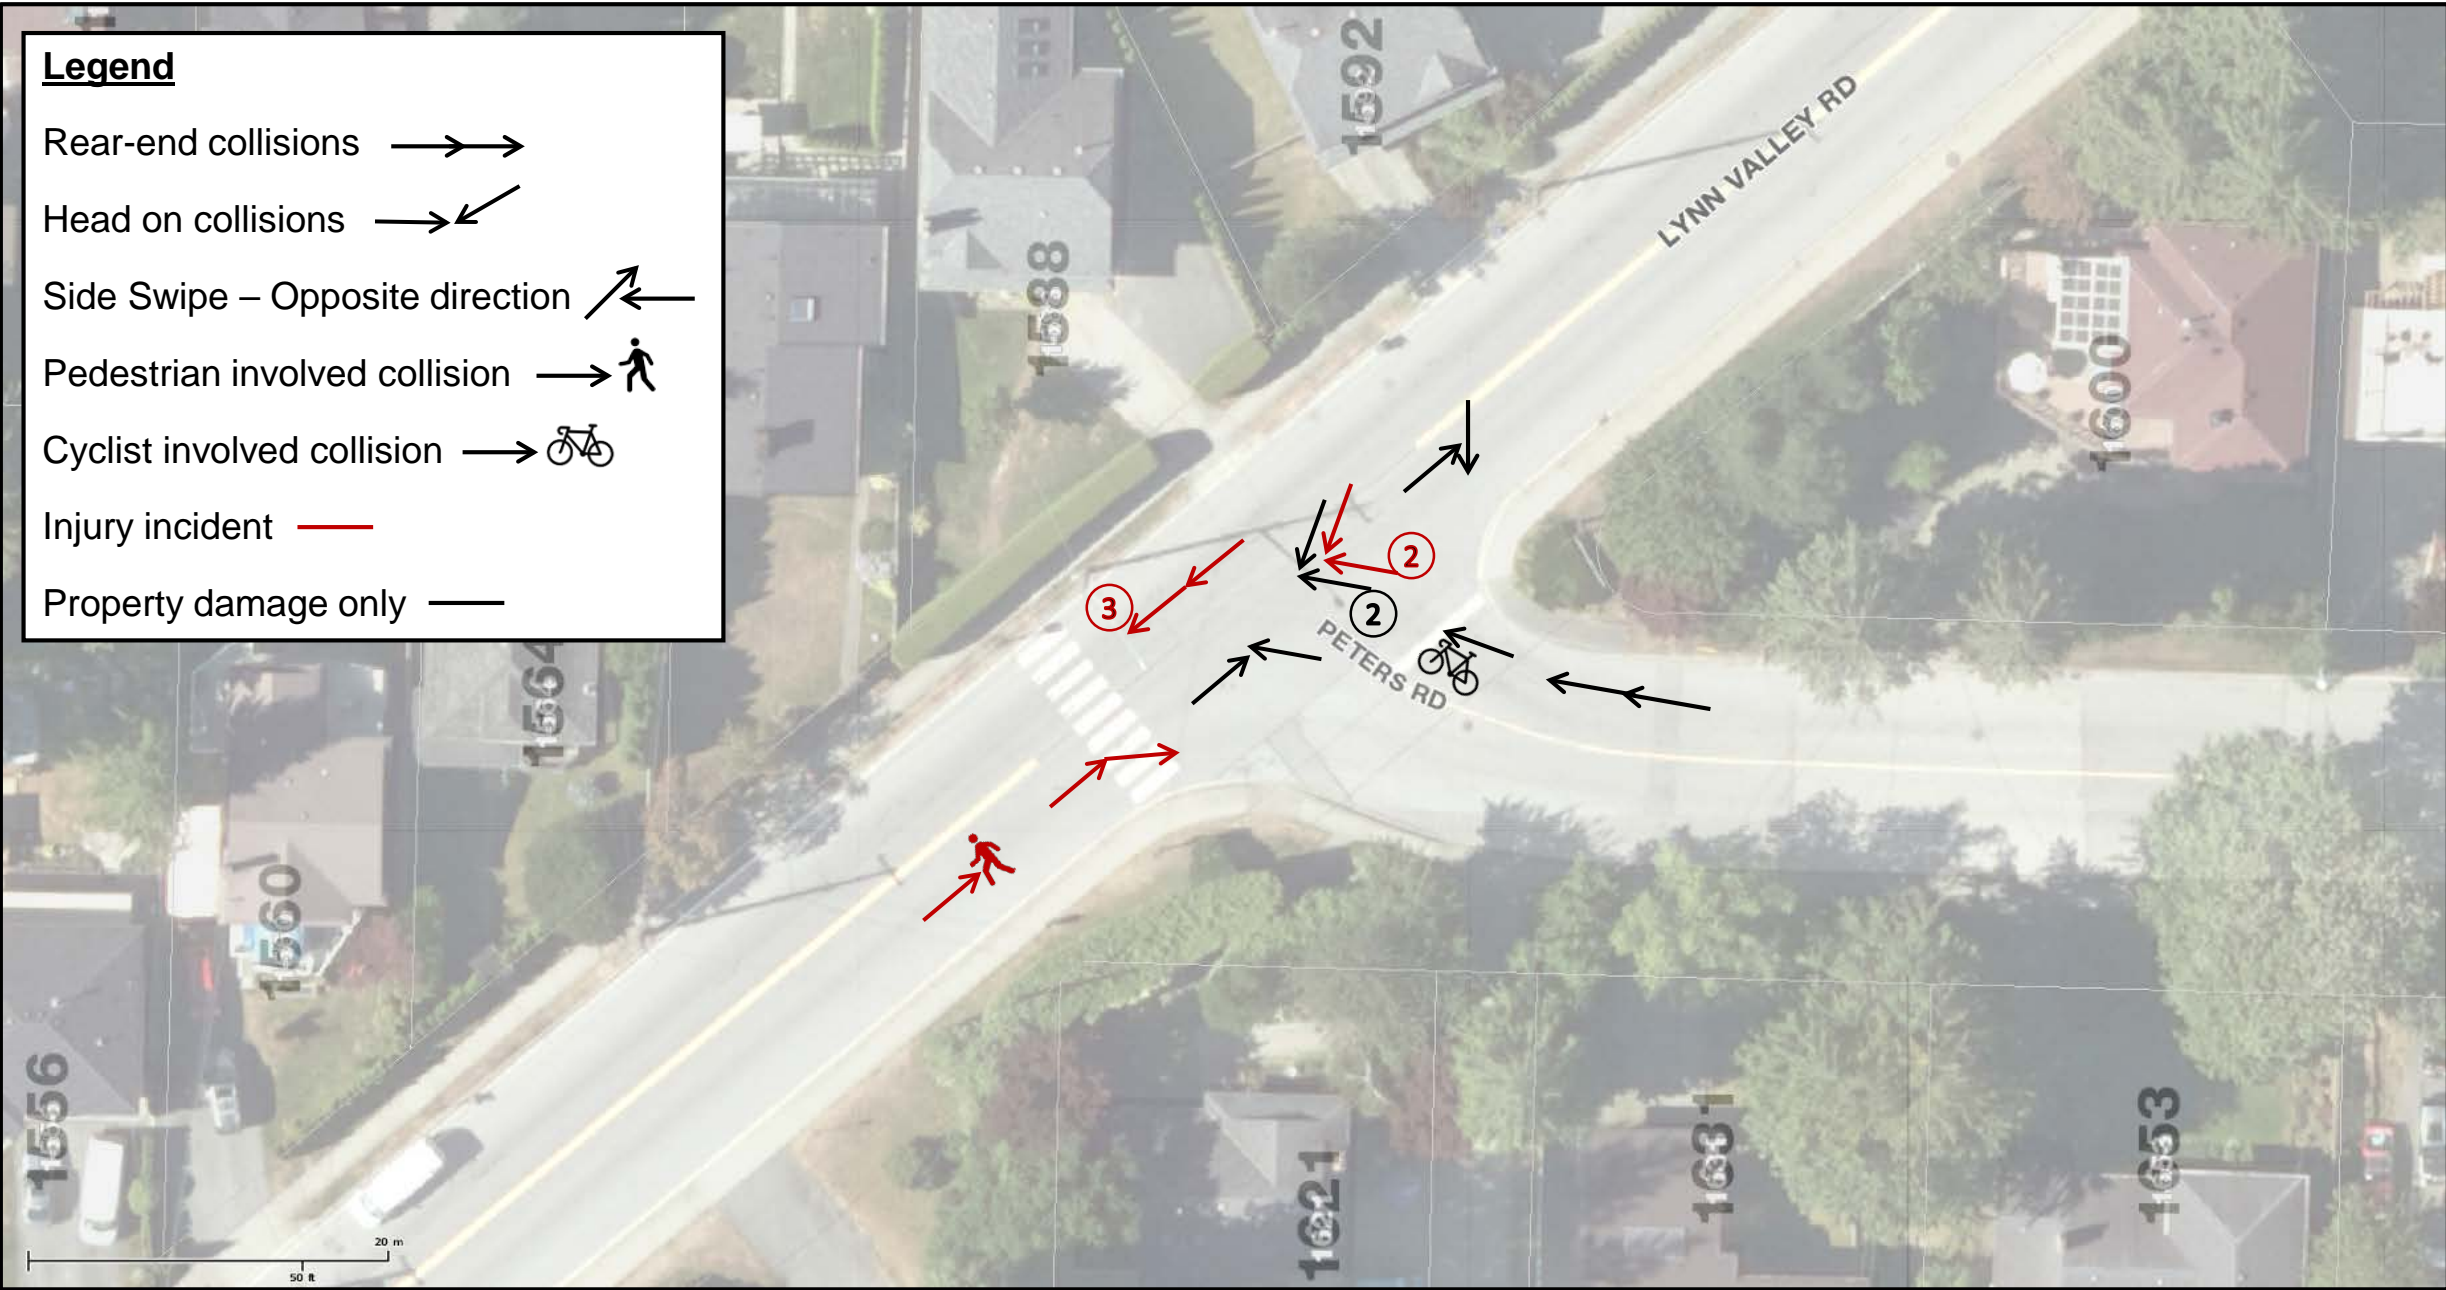 Legend
Rear-end collisions
Head on collisions
Side Swipe – Opposite direction
Pedestrian involved collision
Cyclist involved collision
Injury incident
Property damage only
1592
LYNN VALLEY RD
1588
1600
2
3
2
PETERS RD
1564
1560
1556
1621
1631
1653
20 m
50 ft